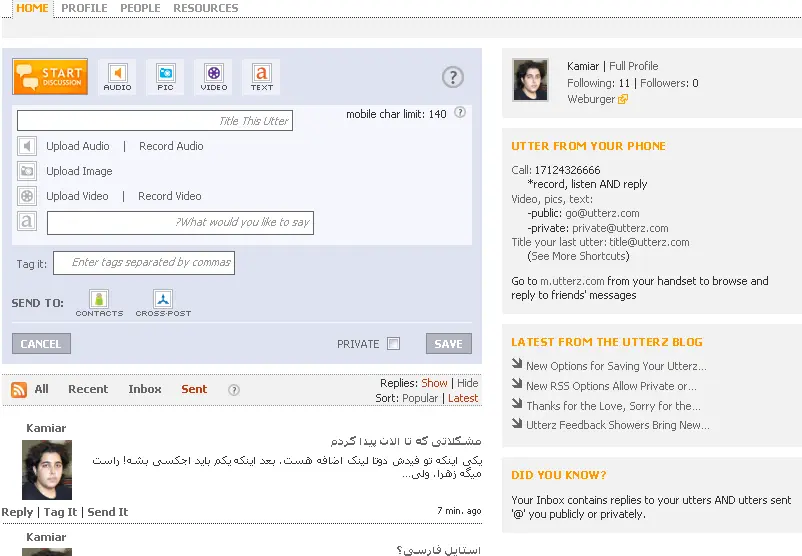 HOME PROFILE PEOPLE RESOURCES
START
DISCUSSION
AUDIO PIC VIDEO a TEXT
?
Title This Utter
mobile char limit: 140 ?
Upload Audio | Record Audio
Upload Image
Upload Video | Record Video
a ?What would you like to say
Tag it: Enter tags separated by commas
SEND TO: CONTACTS CROSS-POST
CANCEL PRIVATE SAVE
All Recent Inbox Sent ?
Replies: Show | Hide
Sort: Popular | Latest
Kamiar
مشکلاتی که تا الان پیدا کردم
یکی اینکه تو فیدش دوتا لینک اضافه هست. بعد اینکه یکم باید اجکسی بشه! راست
میگه زهرا. ولی...
Reply | Tag It | Send It 7 min. ago
Kamiar
استایل فارسی؟
Kamiar | Full Profile
Following: 11 | Followers: 0
Weburger
UTTER FROM YOUR PHONE
Call: 17124326666
*record, listen AND reply
Video, pics, text:
-public: go@utterz.com
-private: private@utterz.com
Title your last utter: title@utterz.com
(See More Shortcuts)
Go to m.utterz.com from your handset to browse and
reply to friends' messages
LATEST FROM THE UTTERZ BLOG
New Options for Saving Your Utterz...
New RSS Options Allow Private or...
Thanks for the Love, Sorry for the...
Utterz Feedback Showers Bring New...
DID YOU KNOW?
Your Inbox contains replies to your utters AND utters sent
'@' you publicly or privately.